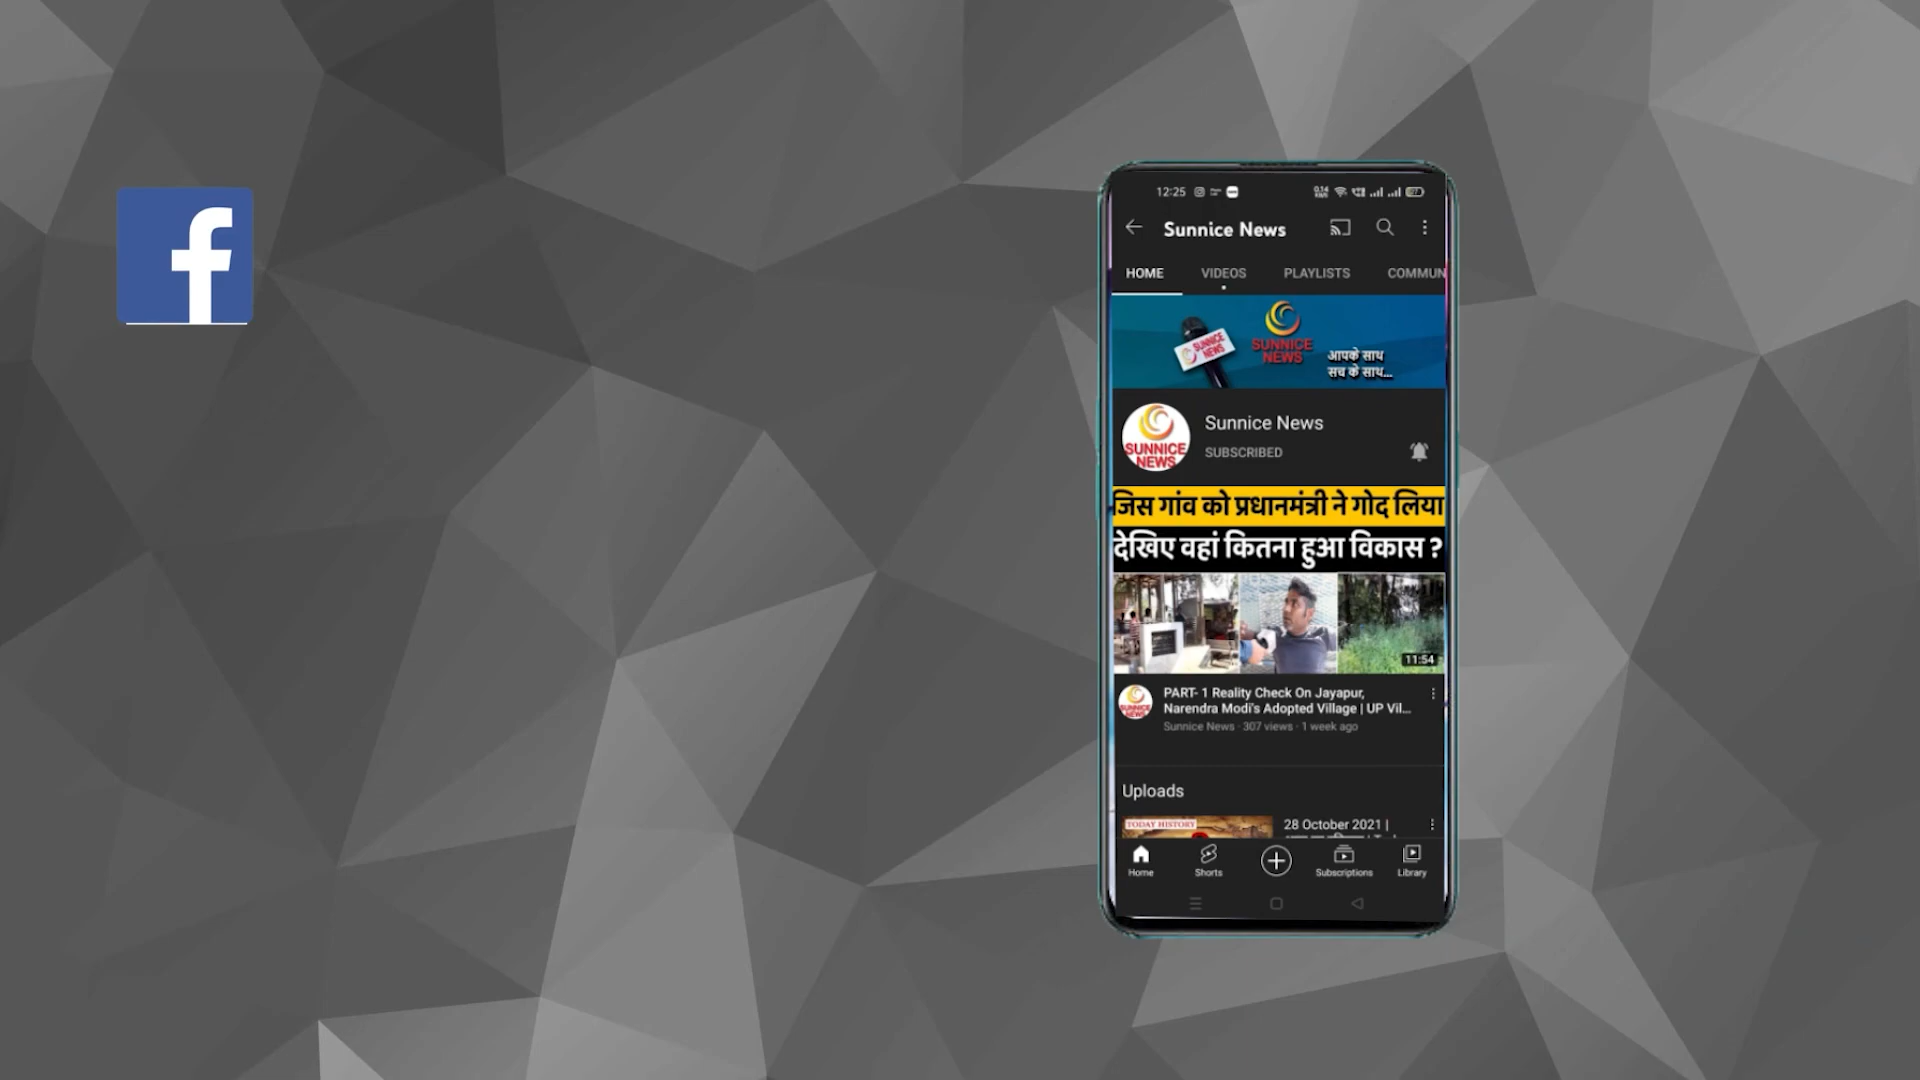 f
12:25
Sunnice News
HOME VIDEOS PLAYLISTS COMMUN
SUNNICE
NEWS
SUNNICE
NEWS
आपके साथ
सच के साथ...
SUNNICE
NEWS
Sunnice News
SUBSCRIBED
जिस गांव को प्रधानमंत्री ने गोद लिया
देखिए वहां कितना हुआ विकास ?
11:54
SUNNICE
NEWS
PART- 1 Reality Check On Jayapur,
Narendra Modi's Adopted Village | UP Vil...
Sunnice News · 307 views · 1 week ago
Uploads
TODAY HISTORY
28 October 2021 |
Home Shorts Subscriptions Library